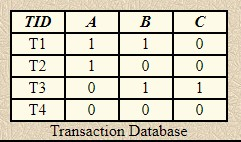 TID A B C
T1 1 1 0
T2 1 0 0
T3 0 1 1
T4 0 0 0
Transaction Database